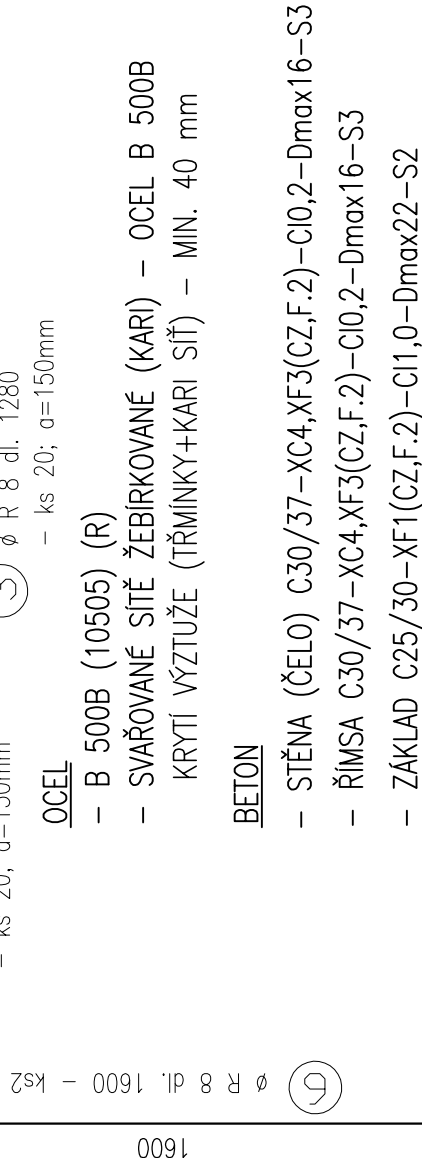 ø R 8 dl. 1280
- ks 20; a=150mm
- ks 20; a=150mm
OCEL
- B 500B (10505) (R)
- SVAŘOVANÉ SÍTĚ ŽEBÍRKOVANÉ (KARI) - OCEL B 500B
KRYTÍ VÝZTUŽE (TŘMÍNKY+KARI SÍŤ) - MIN. 40 mm
BETON
- STĚNA (ČELO) C30/37-XC4,XF3(CZ,F.2)-Cl0,2-Dmax16-S3
- ŘÍMSA C30/37-XC4,XF3(CZ,F.2)-Cl0,2-Dmax16-S3
- ZÁKLAD C25/30-XF1(CZ,F.2)-Cl1,0-Dmax22-S2
6 ø R 8 dl. 1600 - ks2
1600